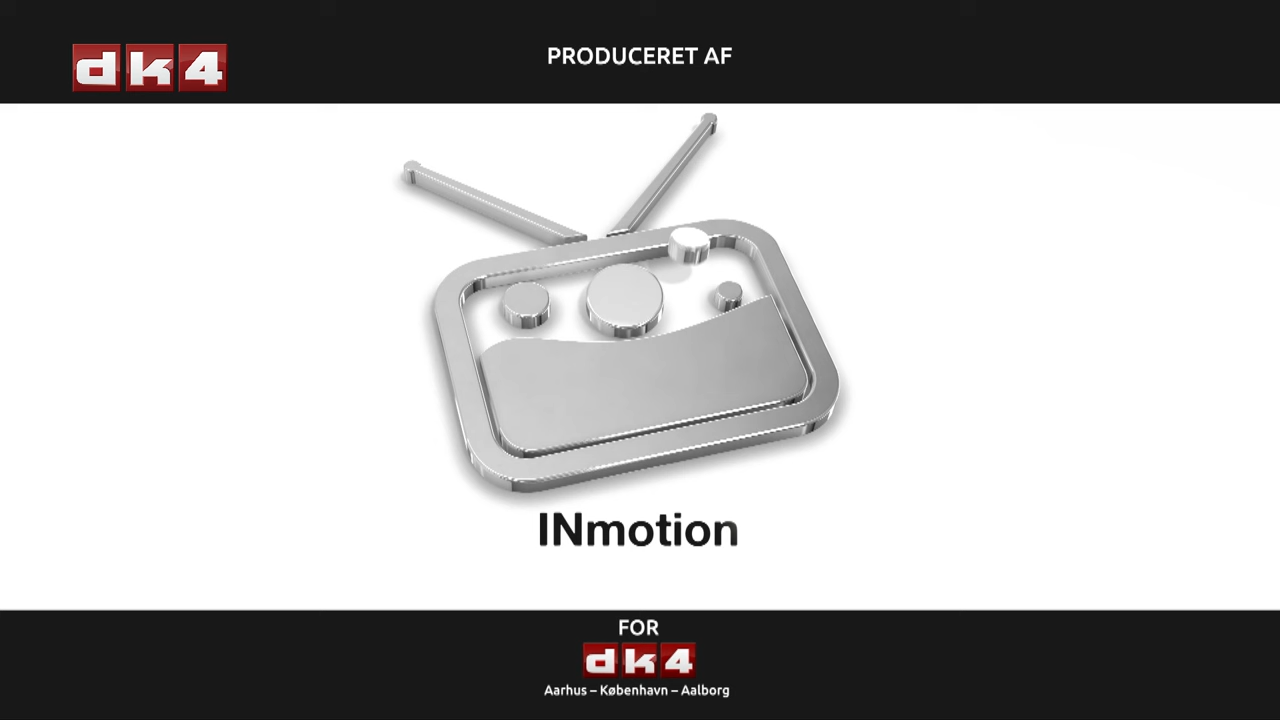 dk4
PRODUCERET AF
INmotion
FOR
dk4
Aarhus – København – Aalborg